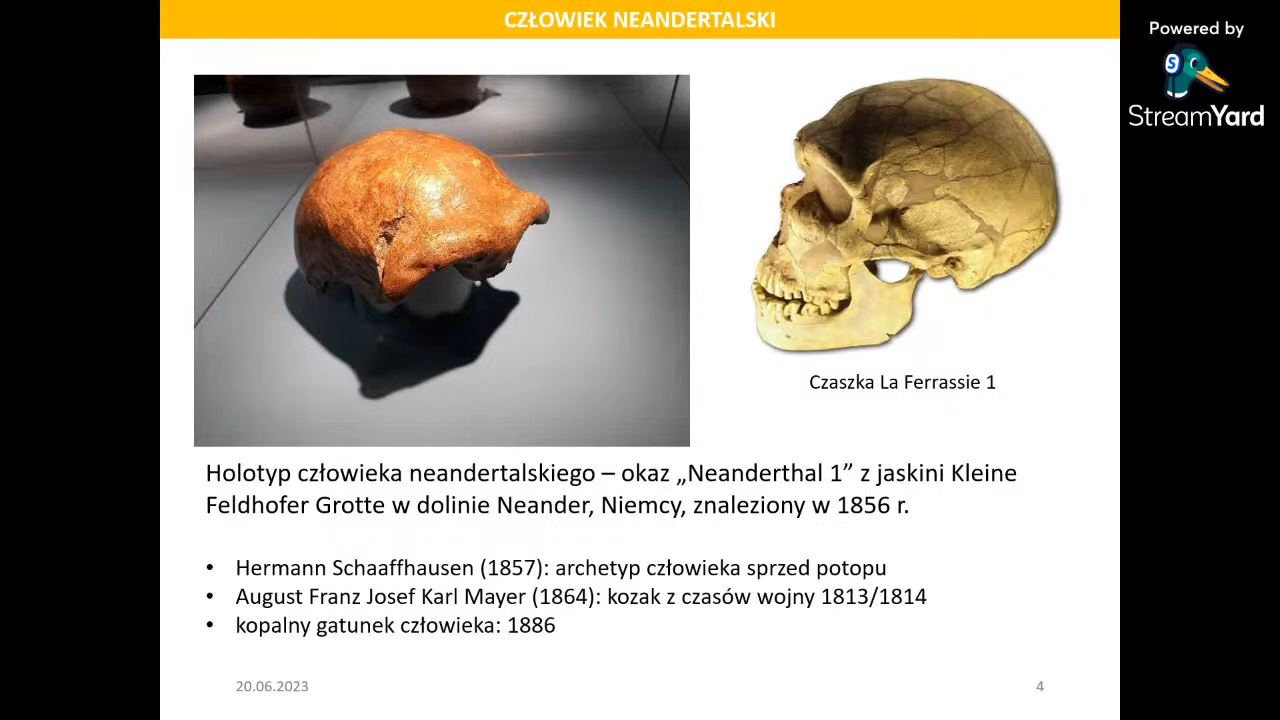 CZŁOWIEK NEANDERTALSKI
Powered by
S
StreamYard
Czaszka La Ferrassie 1
Holotyp człowieka neandertalskiego – okaz „Neanderthal 1” z jaskini Kleine
Feldhofer Grotte w dolinie Neander, Niemcy, znaleziony w 1856 r.
• Hermann Schaaffhausen (1857): archetyp człowieka sprzed potopu
• August Franz Josef Karl Mayer (1864): kozak z czasów wojny 1813/1814
• kopalny gatunek człowieka: 1886
20.06.2023
4